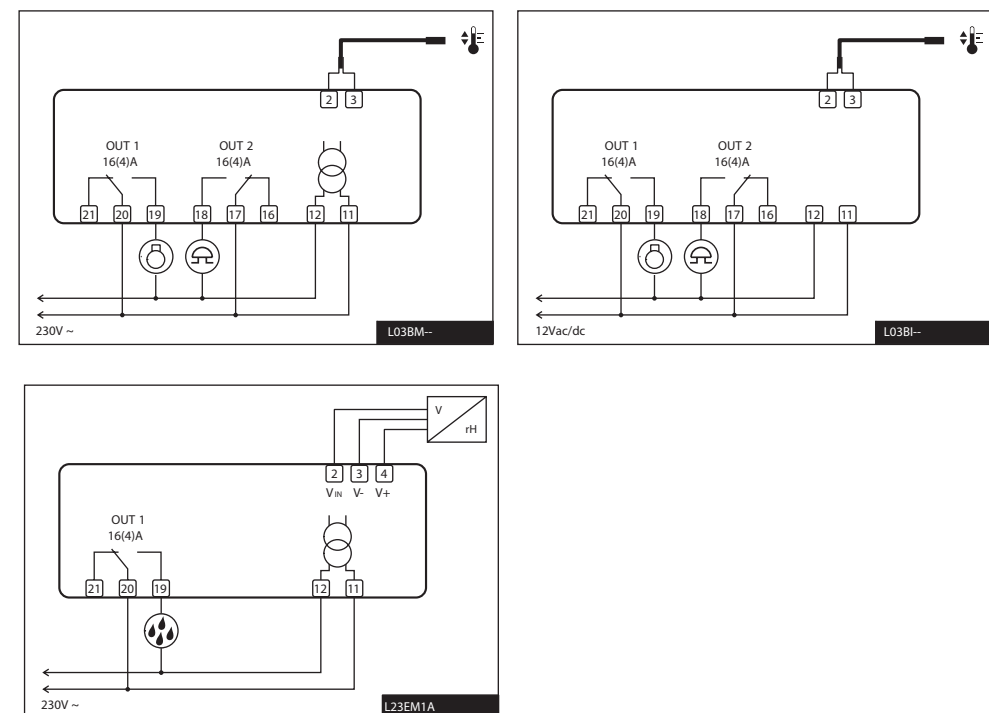 2 3
OUT 1 OUT 2
16(4)A 16(4)A
21 20 19 18 17 16 12 11
230V ~
L03BM--
2 3
OUT 1 OUT 2
16(4)A 16(4)A
21 20 19 18 17 16 12 11
12Vac/dc
L03BI--
V
rH
2 3 4
VIN V- V+
OUT 1
16(4)A
21 20 19 12 11
230V ~
L23EM1A